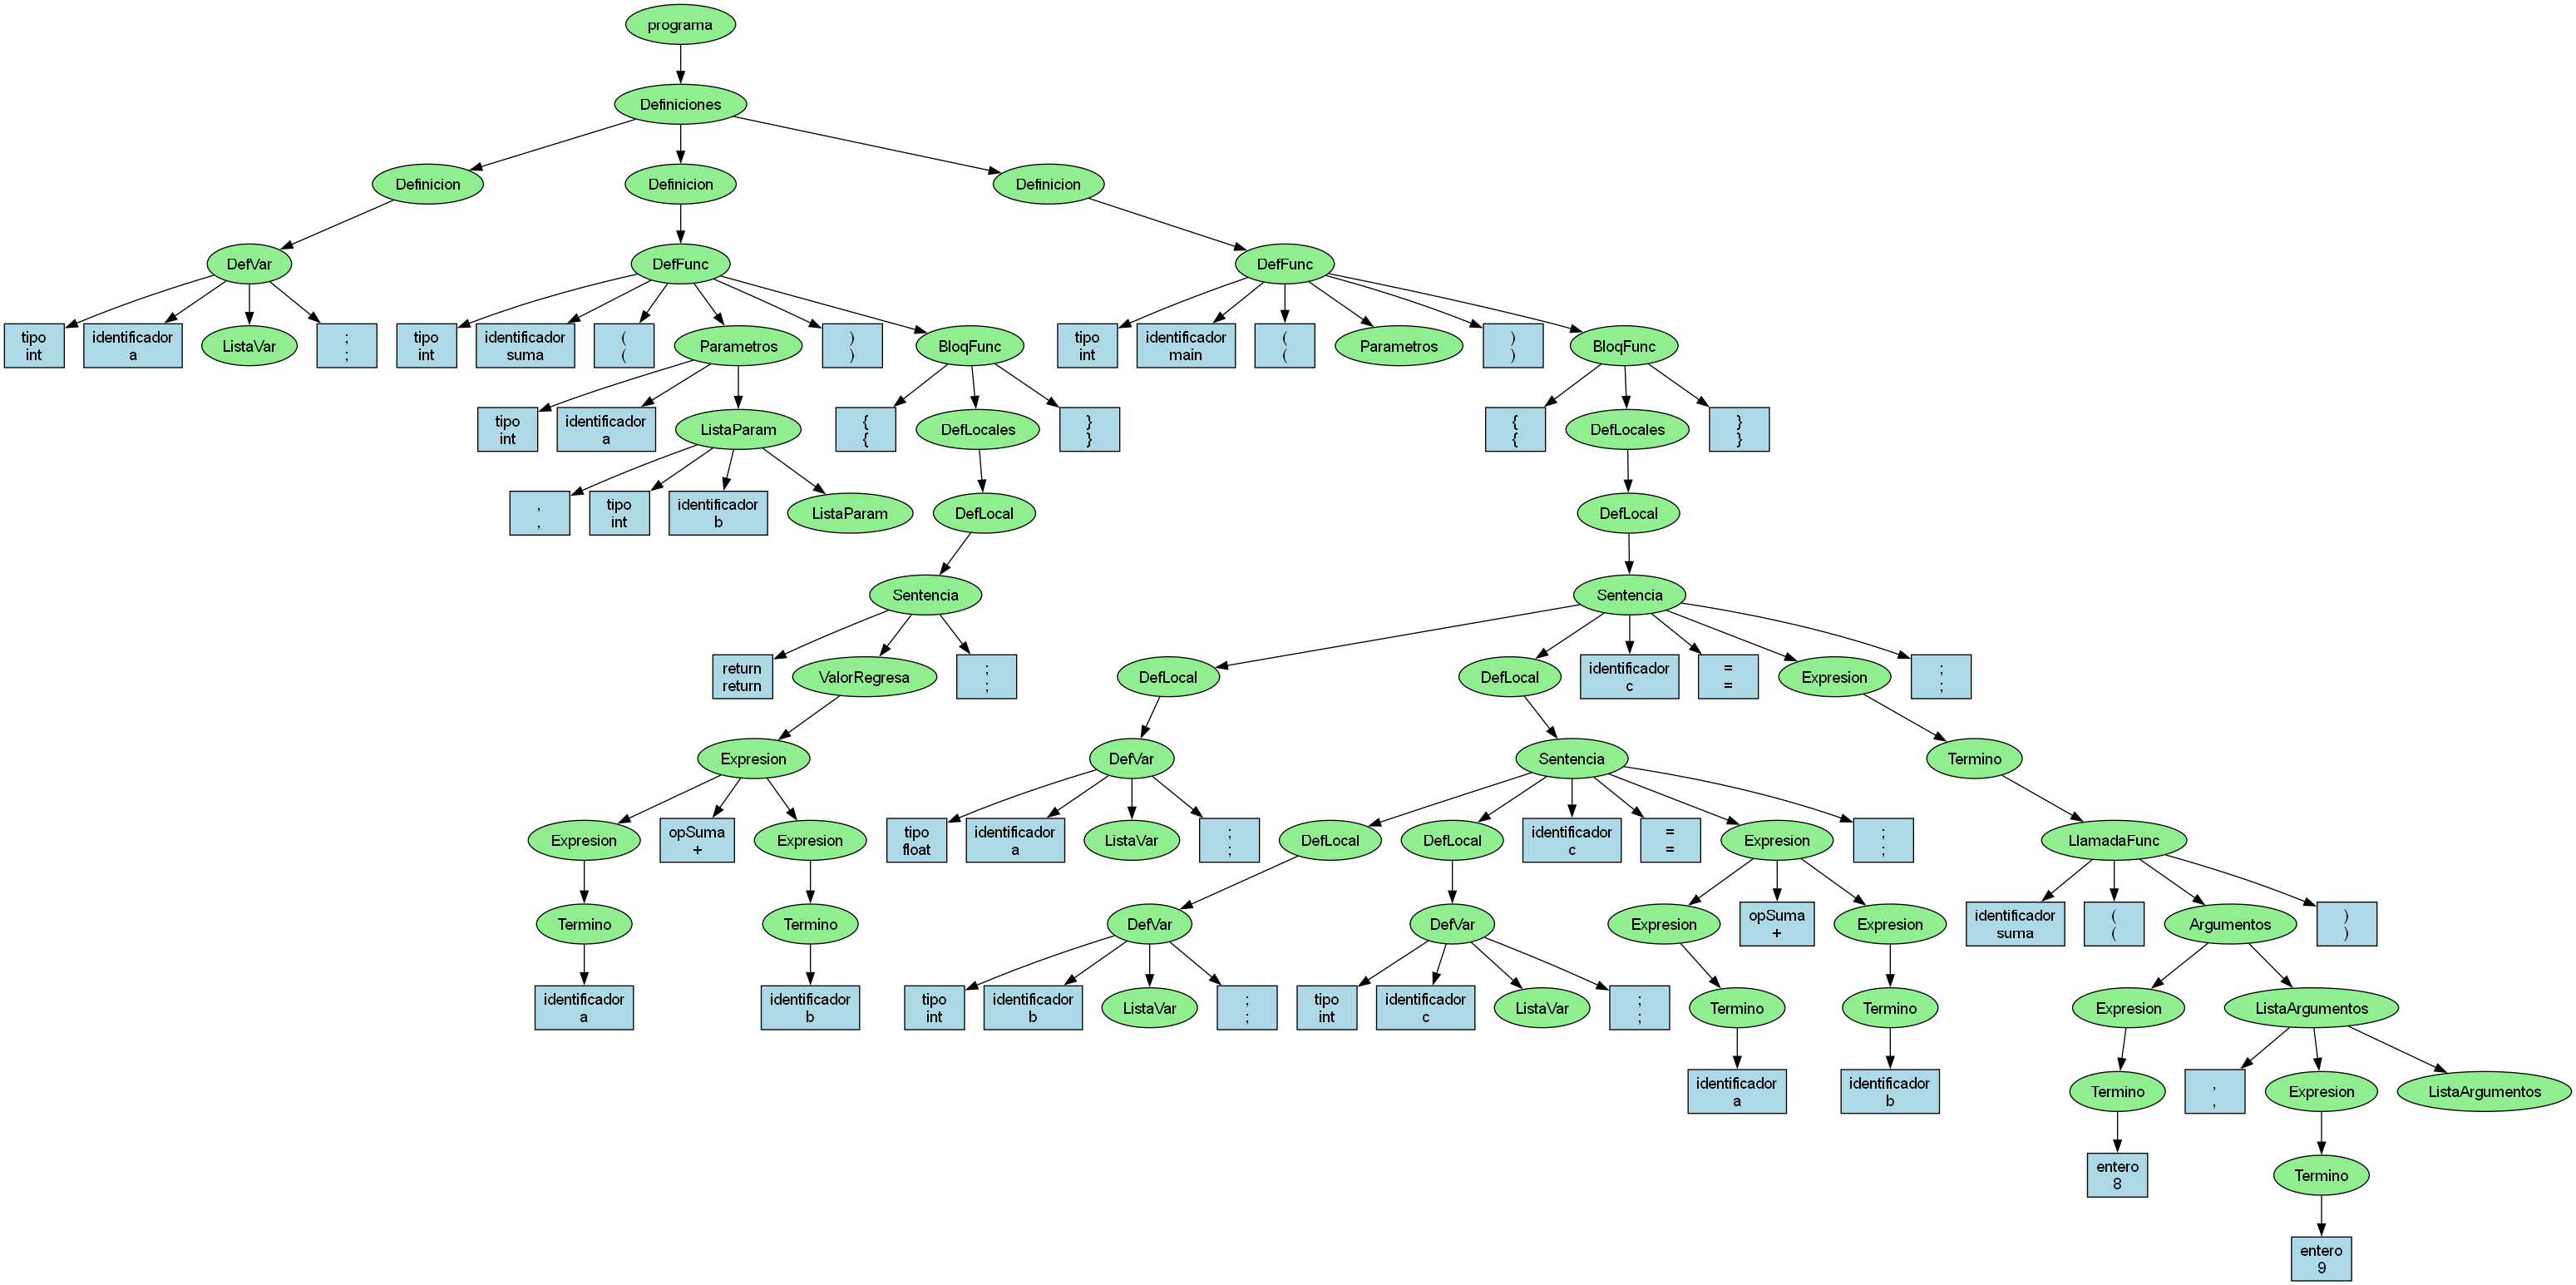 programa
Definiciones
Definicion
Definicion
Definicion
DefVar
DefFunc
DefFunc
tipo
int
identificador
a
ListaVar
;
;
tipo
int
identificador
suma
(
(
Parametros
)
)
BloqFunc
tipo
int
identificador
main
(
(
Parametros
)
)
BloqFunc
tipo
int
identificador
a
ListaParam
{
{
DefLocales
}
}
{
{
DefLocales
}
}
,
,
tipo
int
identificador
b
ListaParam
DefLocal
DefLocal
Sentencia
Sentencia
return
return
ValorRegresa
;
;
DefLocal
DefLocal
identificador
c
=
=
Expresion
;
;
Expresion
DefVar
Sentencia
Termino
Expresion
opSuma
+
Expresion
tipo
float
identificador
a
ListaVar
;
;
DefLocal
DefLocal
identificador
c
=
=
Expresion
;
;
LlamadaFunc
Termino
Termino
DefVar
DefVar
Expresion
opSuma
+
Expresion
identificador
suma
(
(
Argumentos
)
)
identificador
a
identificador
b
tipo
int
identificador
b
ListaVar
;
;
tipo
int
identificador
c
ListaVar
;
;
Termino
Termino
Expresion
ListaArgumentos
identificador
a
identificador
b
Termino
,
,
Expresion
ListaArgumentos
entero
8
Termino
entero
9